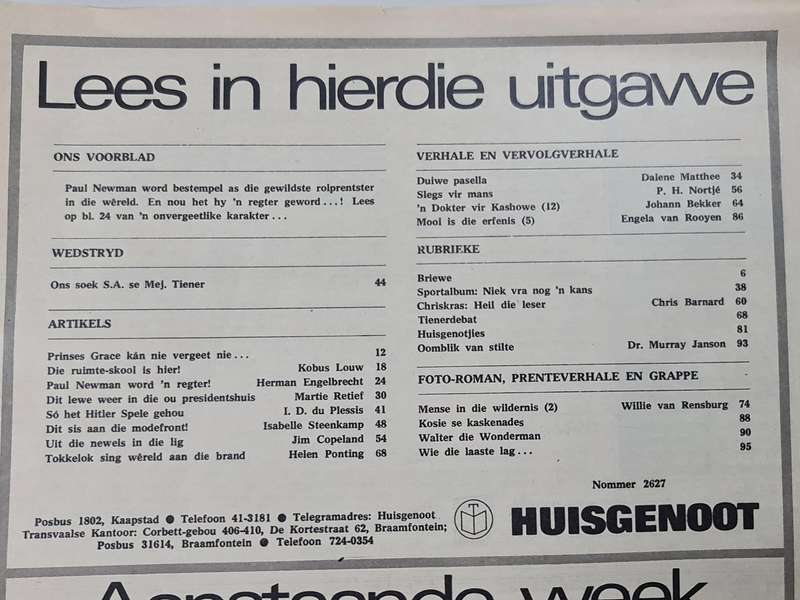 Lees in hierdie uitgawe
ONS VOORBLAD
Paul Newman word bestempel as die gewildste rolprentster
in die wêreld. En nou het hy 'n regter geword...! Lees
op bl. 24 van 'n onvergeetlike karakter...
WEDSTRYD
Ons soek S.A. se Mej. Tiener 44
ARTIKELS
Prinses Grace kán nie vergeet nie... 12
Die ruimte-skool is hier! Kobus Louw 18
Paul Newman word 'n regter! Herman Engelbrecht 24
Dit lewe weer in die ou presidentshuis Martie Retief 30
Só het Hitler Spele gehou I. D. du Plessis 41
Dit sis aan die modefront! Isabelle Steenkamp 48
Uit die newels in die lig Jim Copeland 54
Tokkelok sing wêreld aan die brand Helen Ponting 68
VERHALE EN VERVOLGVERHALE
Duiwe pasella Dalene Matthee 34
Slegs vir mans P. H. Nortjé 56
'n Dokter vir Kashowe (12) Johann Bekker 64
Mooi is die erfenis (5) Engela van Rooyen 86
RUBRIEKE
Briewe 6
Sportalbum: Niek vra nog 'n kans 38
Chriskras: Heil die leser Chris Barnard 60
Tienerdebat 68
Huisgenotjies 81
Oomblik van stilte Dr. Murray Janson 93
FOTO-ROMAN, PRENTEVERHALE EN GRAPPE
Mense in die wildernis (2) Willie van Rensburg 74
Kosie se kaskenades 88
Walter die Wonderman 90
Wie die laaste lag... 95
Nommer 2627
Posbus 1802, Kaapstad ● Telefoon 41-3181 ● Telegramadres: Huisgenoot
Transvaalse Kantoor: Corbett-gebou 406-410, De Kortestraat 62, Braamfontein;
Posbus 31614, Braamfontein ● Telefoon 724-0354
HUISGENOOT
Aanstaande week